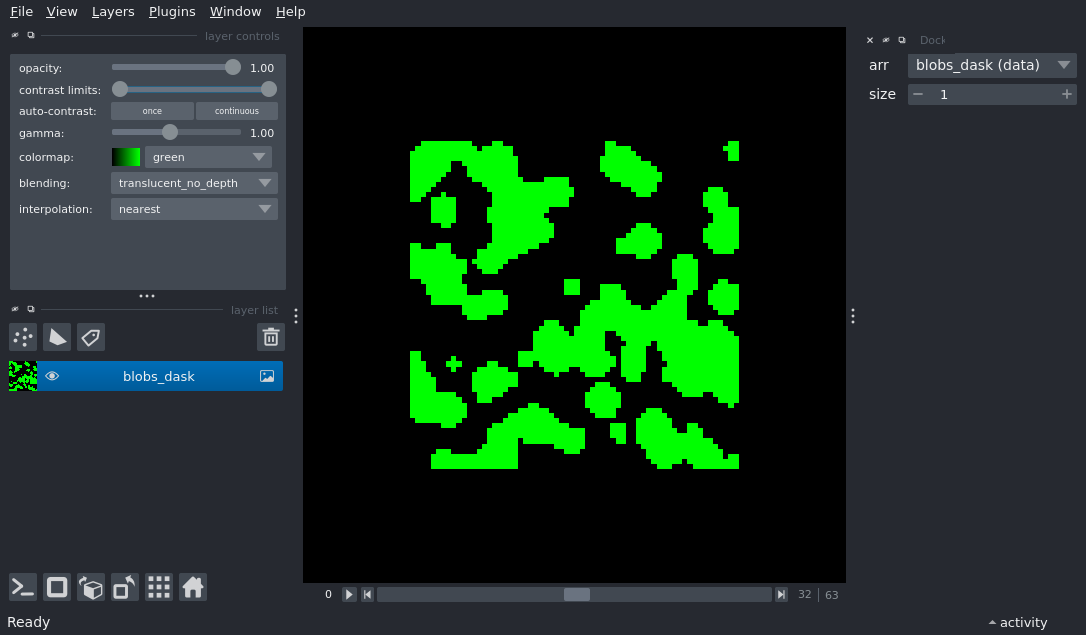 File View Layers Plugins Window Help
layer controls
opacity: 1.00
contrast limits:
auto-contrast: once continuous
gamma: 1.00
colormap: green
blending: translucent_no_depth
interpolation: nearest
layer list
blobs_dask
Dock
arr blobs_dask (data)
size 1
0 32 63
Ready
activity